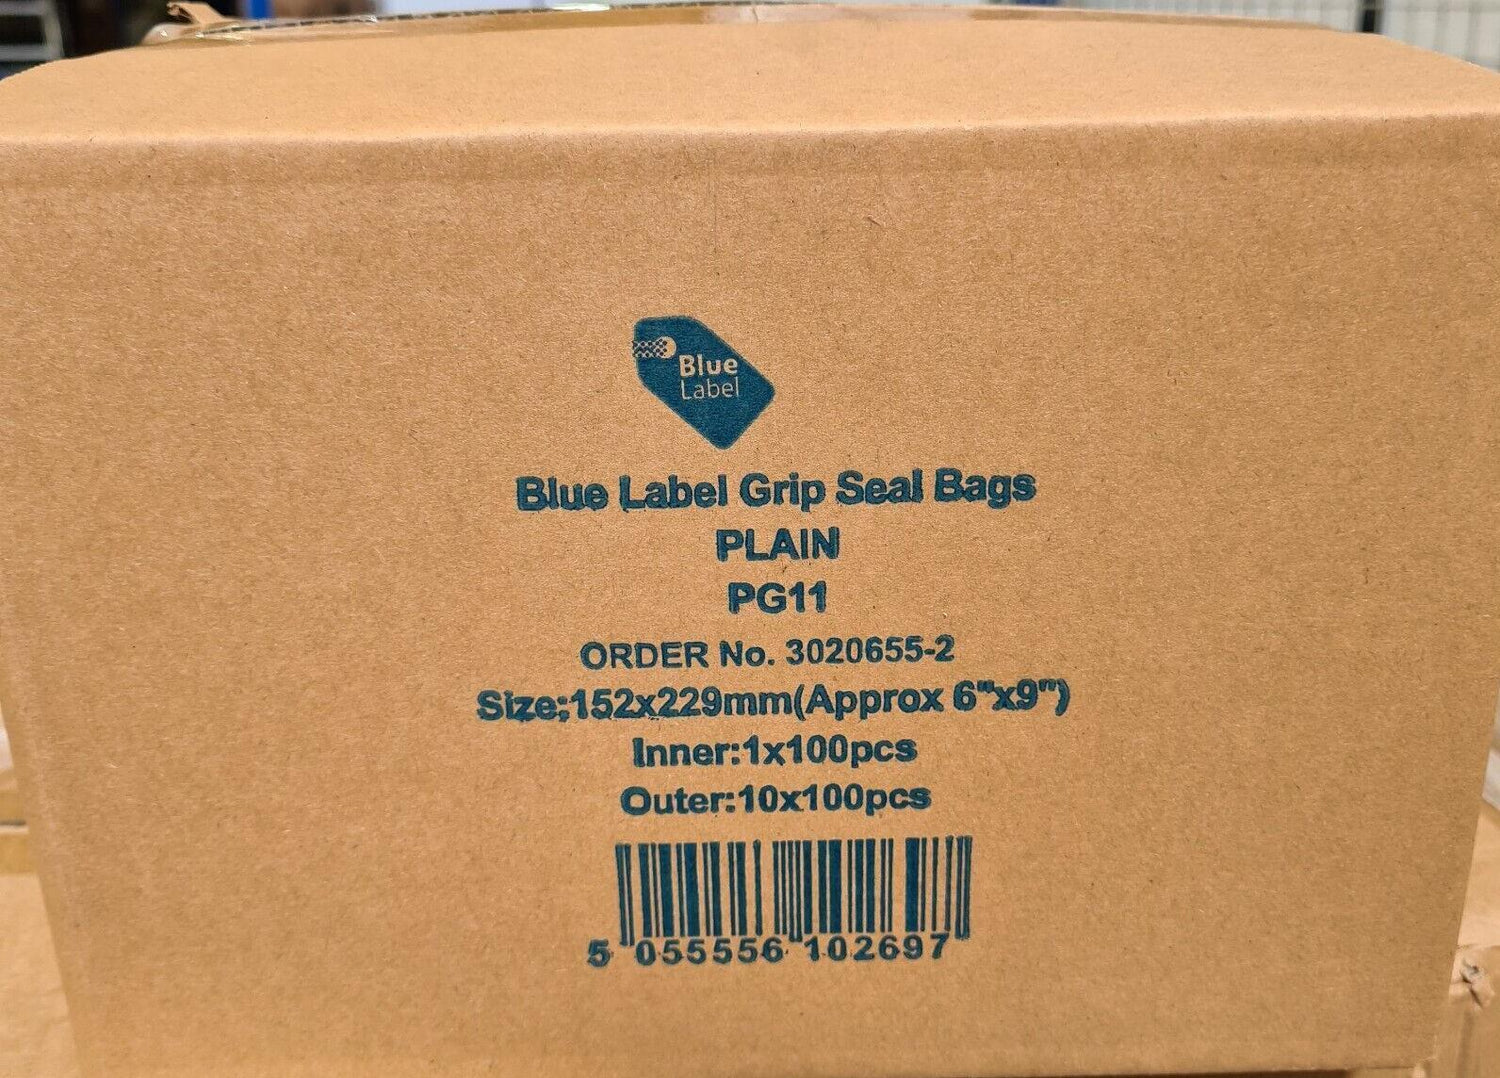 Blue
Label
Blue Label Grip Seal Bags
PLAIN
PG11
ORDER No. 3020655-2
Size;152x229mm(Approx 6"x9")
Inner:1x100pcs
Outer:10x100pcs
5 055556 102697